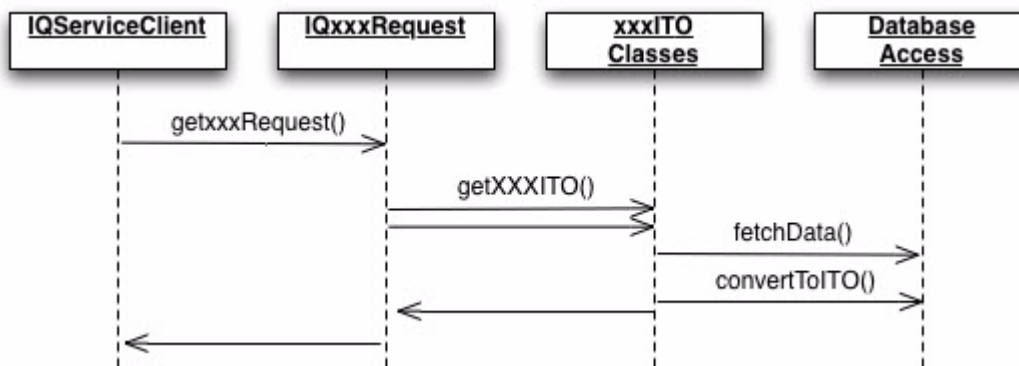 IQServiceClient
IQxxxRequest
xxxITO
Classes
Database
Access
getxxxRequest()
getXXXITO()
fetchData()
convertToITO()